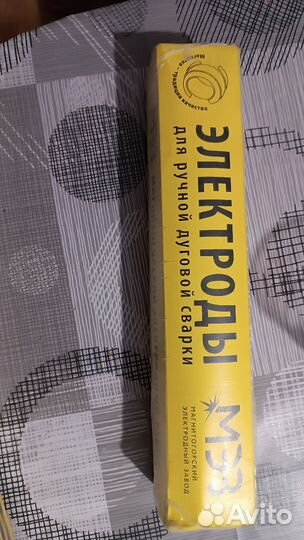 Магнитка – традиции качества
ЭЛЕКТРОДЫ
для ручной дуговой сварки
МЭЗ
МАГНИТОГОРСКИЙ
ЭЛЕКТРОДНЫЙ ЗАВОД
Avito